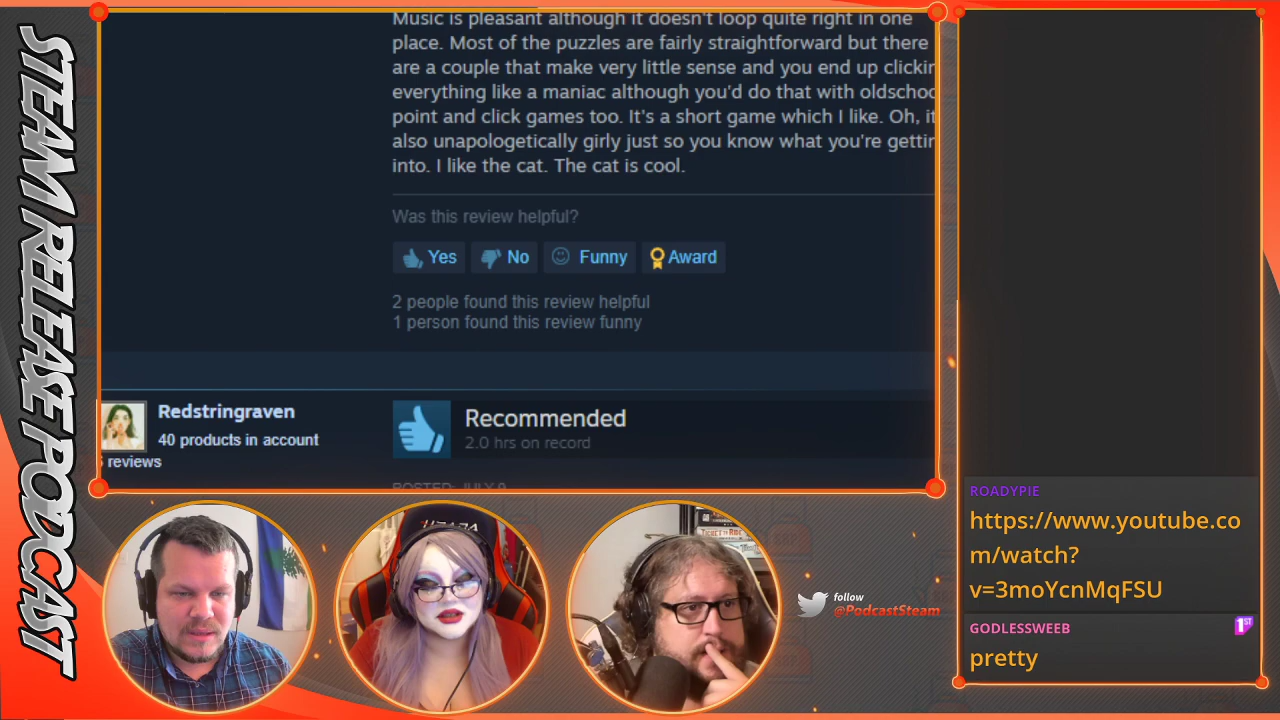 STEAM RELEASE PODCAST
Music is pleasant although it doesn't loop quite right in one
place. Most of the puzzles are fairly straightforward but there
are a couple that make very little sense and you end up clickin
everything like a maniac although you'd do that with oldschoo
point and click games too. It's a short game which I like. Oh, it
also unapologetically girly just so you know what you're gettin
into. I like the cat. The cat is cool.
Was this review helpful?
Yes No Funny Award
2 people found this review helpful
1 person found this review funny
Redstringraven
40 products in account
reviews
Recommended
2.0 hrs on record
POSTED: JULY 9
follow
@PodcastSteam
ROADYPIE
https://www.youtube.co
m/watch?
v=3moYcnMqFSU
GODLESSWEEB
1ST
pretty